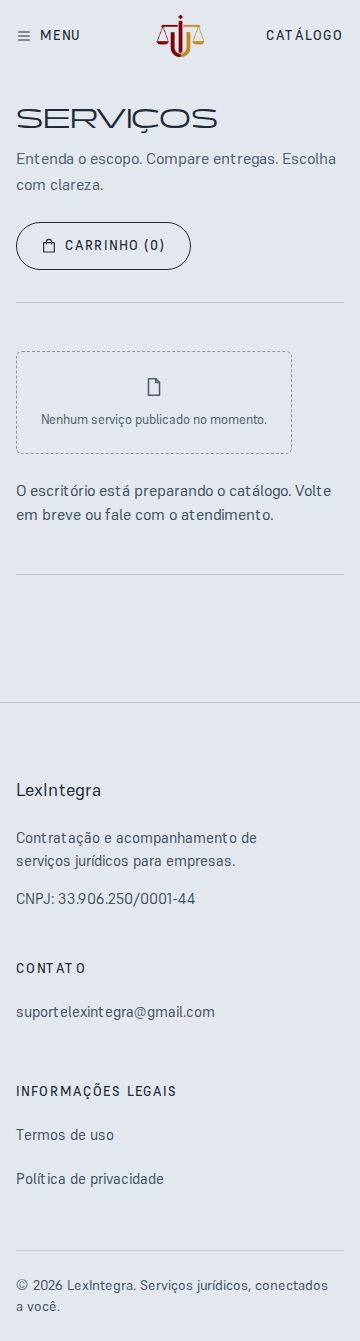 MENU
CATÁLOGO
SERVIÇOS
Entenda o escopo. Compare entregas. Escolha
com clareza.
CARRINHO (0)
Nenhum serviço publicado no momento.
O escritório está preparando o catálogo. Volte
em breve ou fale com o atendimento.
LexIntegra
Contratação e acompanhamento de
serviços jurídicos para empresas.
CNPJ: 33.906.250/0001-44
CONTATO
suportelexintegra@gmail.com
INFORMAÇÕES LEGAIS
Termos de uso
Política de privacidade
© 2026 LexIntegra. Serviços jurídicos, conectados
a você.